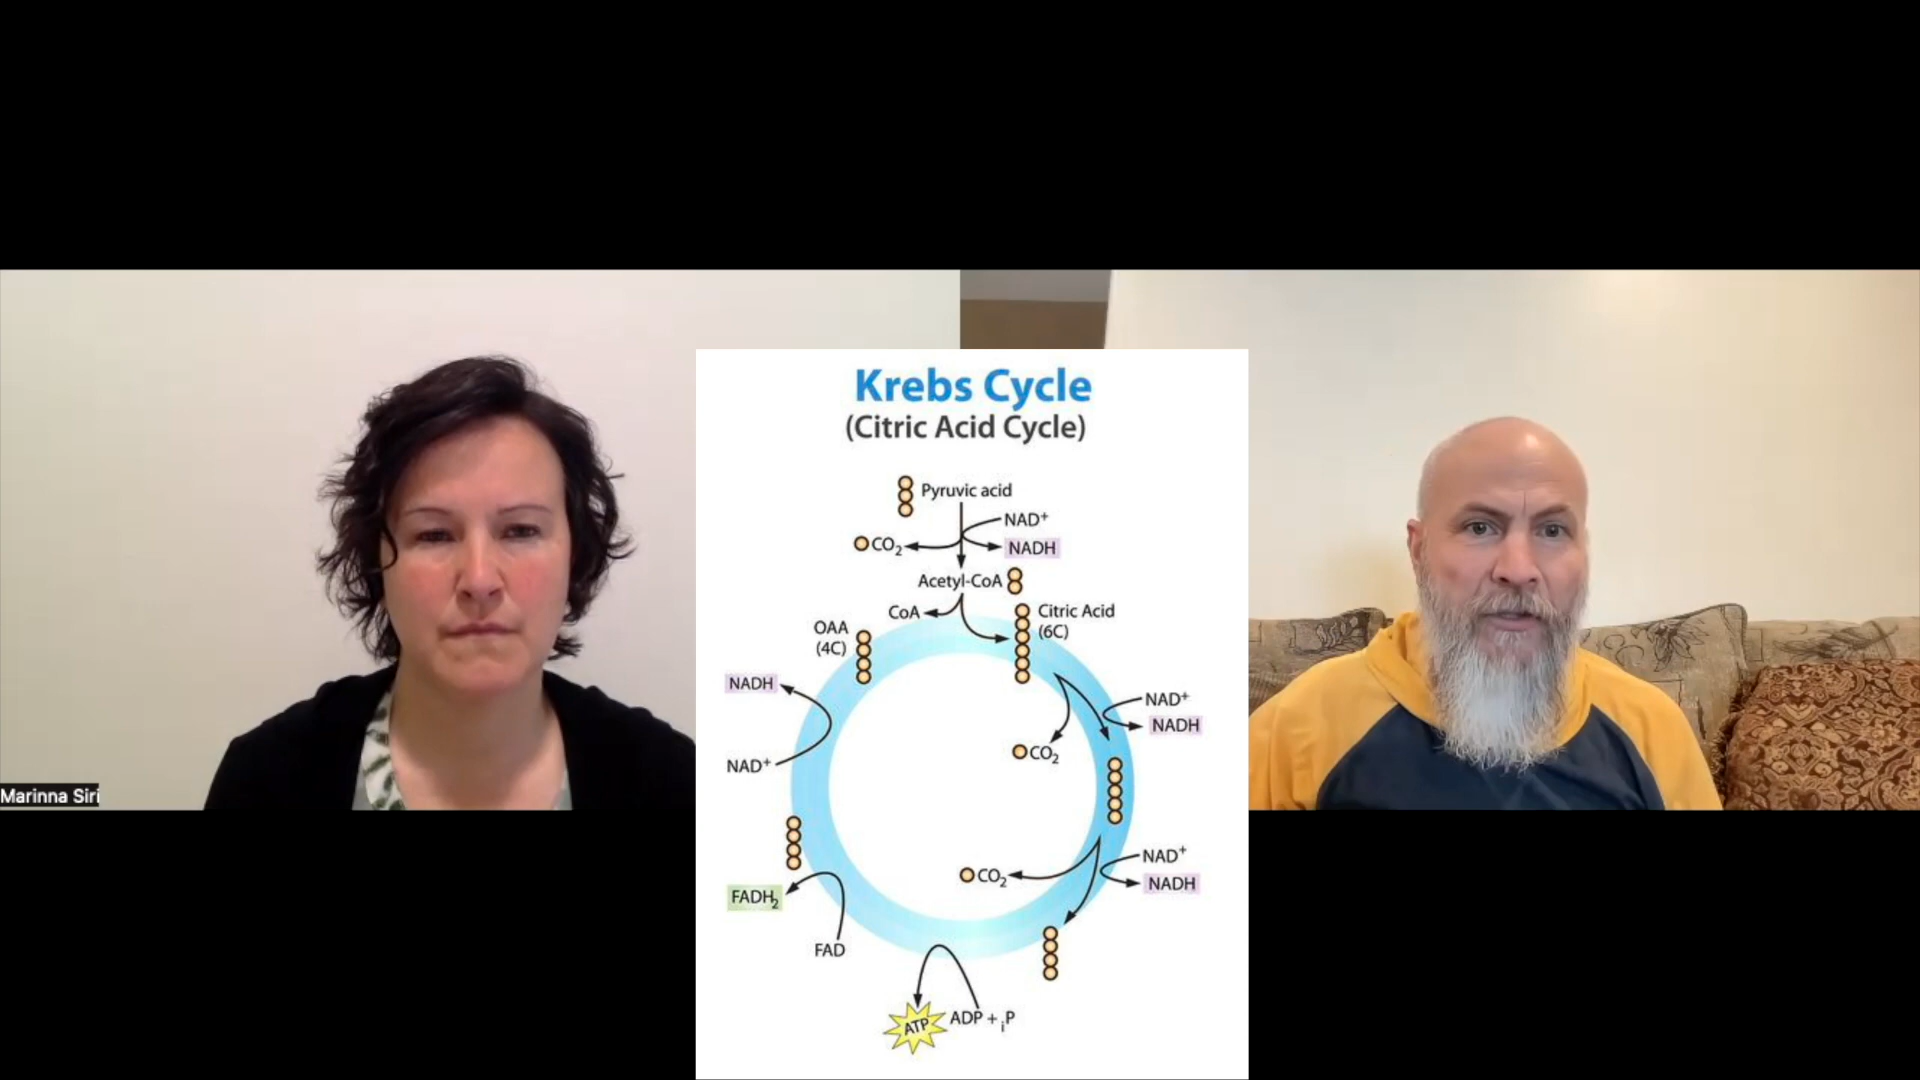 Krebs Cycle
(Citric Acid Cycle)
Pyruvic acid
NAD+
CO2
NADH
Acetyl-CoA
CoA
Citric Acid
(6C)
OAA
(4C)
NADH
NAD+
NAD+
NADH
CO2
NAD+
NADH
CO2
FADH2
FAD
ATP
ADP + iP
Marinna Siri